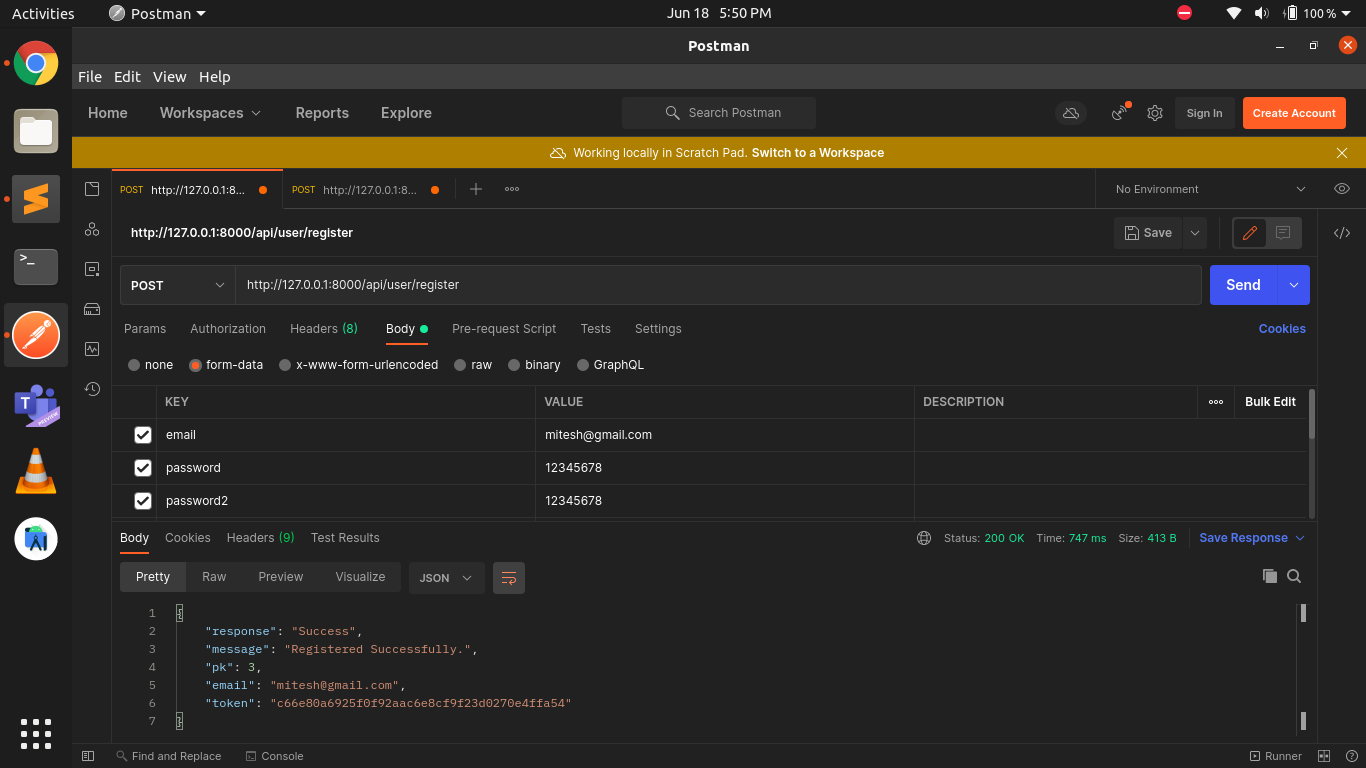 Activities Postman Jun 18 5:50 PM 100 %
Postman
File Edit View Help
Home Workspaces Reports Explore Search Postman Sign In Create Account
Working locally in Scratch Pad. Switch to a Workspace
POST http://127.0.0.1:8... POST http://127.0.0.1:8... No Environment
http://127.0.0.1:8000/api/user/register Save
POST http://127.0.0.1:8000/api/user/register Send
Params Authorization Headers (8) Body Pre-request Script Tests Settings Cookies
none form-data x-www-form-urlencoded raw binary GraphQL
KEY VALUE DESCRIPTION Bulk Edit
email mitesh@gmail.com
password 12345678
password2 12345678
Body Cookies Headers (9) Test Results Status: 200 OK Time: 747 ms Size: 413 B Save Response
Pretty Raw Preview Visualize JSON
1 {
2 "response": "Success",
3 "message": "Registered Successfully.",
4 "pk": 3,
5 "email": "mitesh@gmail.com",
6 "token": "c66e80a6925f0f92aac6e8cf9f23d0270e4ffa54"
7 }
Find and Replace Console Runner